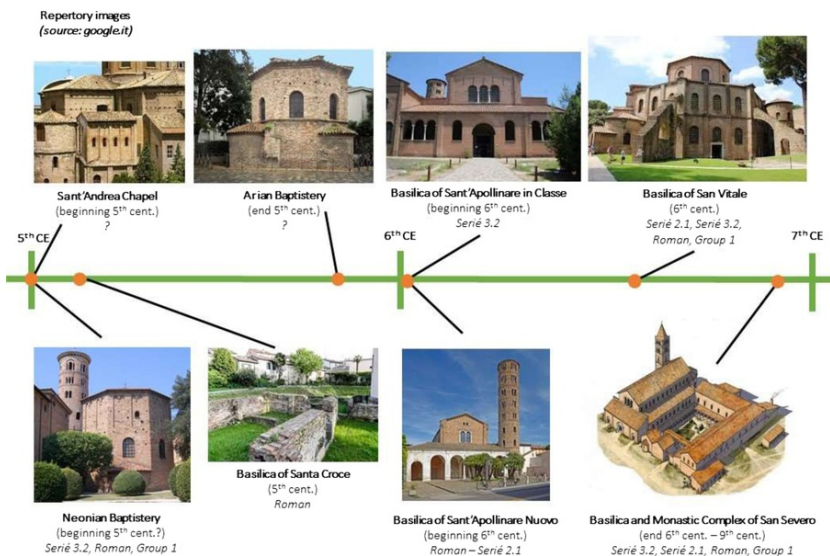 Repertory images
(source: google.it)
Sant'Andrea Chapel
(beginning 5th cent.)
?
Arian Baptistery
(end 5th cent.)
?
Basilica of Sant'Apollinare in Classe
(beginning 6th cent.)
Serié 3.2
Basilica of San Vitale
(6th cent.)
Serié 2.1, Serié 3.2,
Roman, Group 1
5th CE
6th CE
7th CE
Neonian Baptistery
(beginning 5th cent.?)
Serié 3.2, Roman, Group 1
Basilica of Santa Croce
(5th cent.)
Roman
Basilica of Sant'Apollinare Nuovo
(beginning 6th cent.)
Roman – Serié 2.1
Basilica and Monastic Complex of San Severo
(end 6th cent. – 9th cent.)
Serié 3.2, Serié 2.1, Roman, Group 1